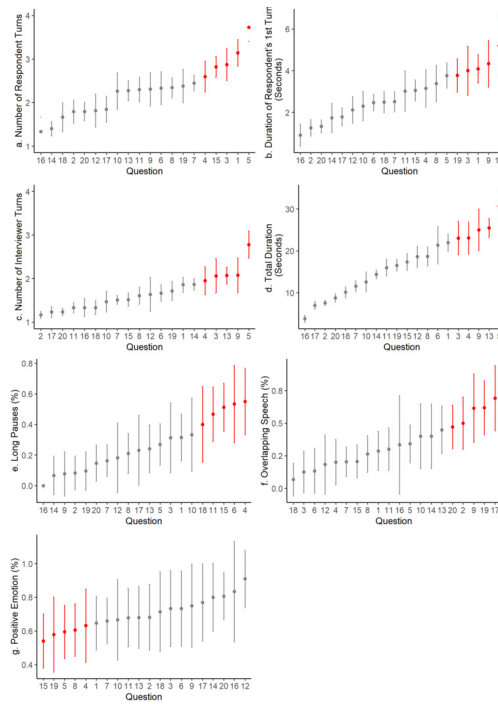 a. Number of Respondent Turns
4
3
2
1
16 14 18 2 20 12 17 10 13 11 9 6 8 19 7 4 15 3 1 5
Question
b. Duration of Respondent's 1st Turn
(Seconds)
6
4
2
16 2 20 14 17 12 10 6 18 7 11 15 4 8 5 19 3 1 9
Question
c. Number of Interviewer Turns
3
2
1
2 17 20 11 16 18 10 7 15 8 12 6 19 1 14 4 3 13 9 5
Question
d. Total Duration
(Seconds)
30
20
10
16 17 2 20 18 7 10 14 11 19 15 12 8 6 1 3 4 9 13
Question
e. Long Pauses (%)
0.8
0.6
0.4
0.2
0.0
16 14 9 2 19 20 7 12 8 17 13 5 3 1 10 18 11 15 6 4
Question
f. Overlapping Speech (%)
0.8
0.5
0.2
0.0
18 3 6 12 4 7 15 8 1 11 16 5 10 14 13 20 2 9 19 17
Question
g. Positive Emotion (%)
1.0
0.8
0.6
0.4
15 19 5 8 4 1 7 10 11 13 2 18 3 6 9 17 14 20 16 12
Question